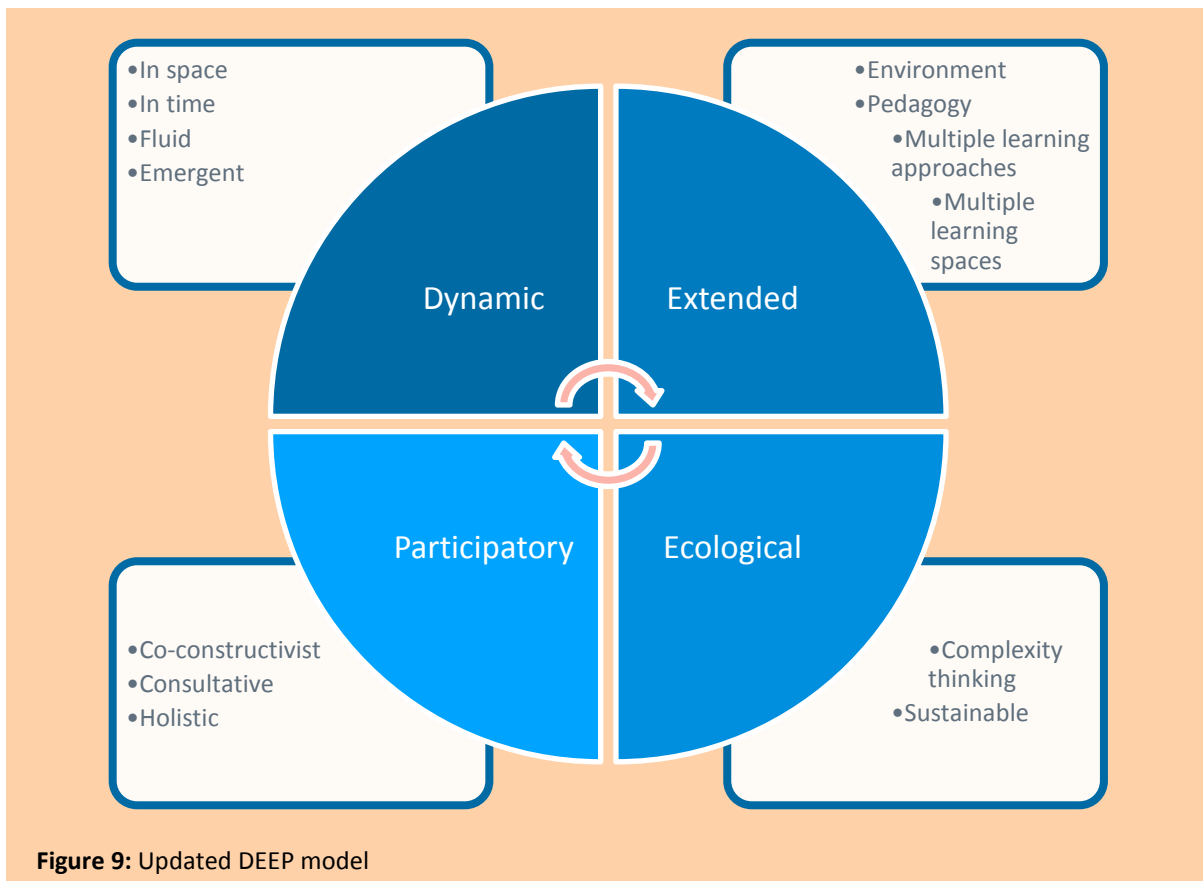 •In space
•In time
•Fluid
•Emergent
•Environment
•Pedagogy
•Multiple learning
approaches
•Multiple
learning
spaces
Dynamic
Extended
Participatory
Ecological
•Co-constructivist
•Consultative
•Holistic
•Complexity
thinking
•Sustainable
Figure 9: Updated DEEP model